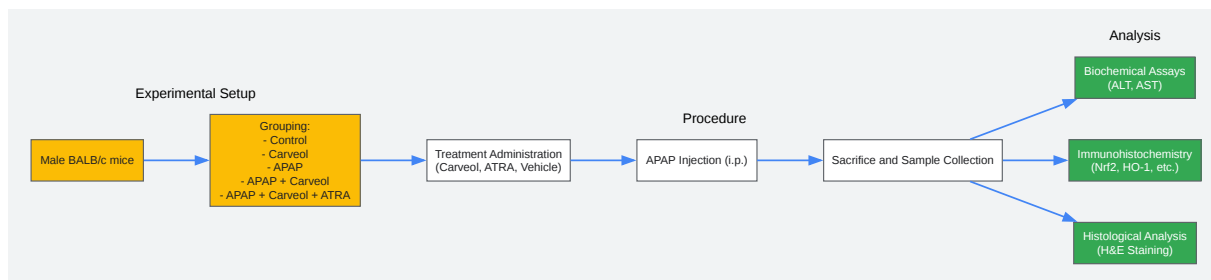 Experimental Setup
Male BALB/c mice
Grouping:
- Control
- Carveol
- APAP
- APAP + Carveol
- APAP + Carveol + ATRA
Treatment Administration
(Carveol, ATRA, Vehicle)
Procedure
APAP Injection (i.p.)
Sacrifice and Sample Collection
Analysis
Biochemical Assays
(ALT, AST)
Immunohistochemistry
(Nrf2, HO-1, etc.)
Histological Analysis
(H&E Staining)